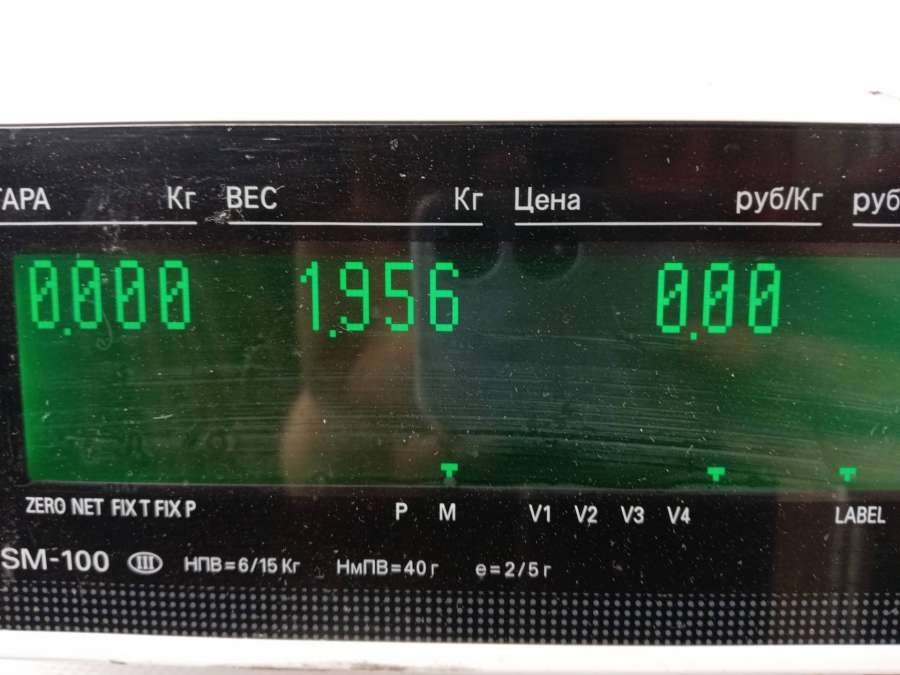 ТАРА Кг ВЕС Кг Цена руб/Кг руб
0.000 1.956 0.00
ZERO NET FIX T FIX P P M V1 V2 V3 V4 LABEL
SM-100 III НПВ=6/15 Кг НмПВ=40 г e=2/5 г